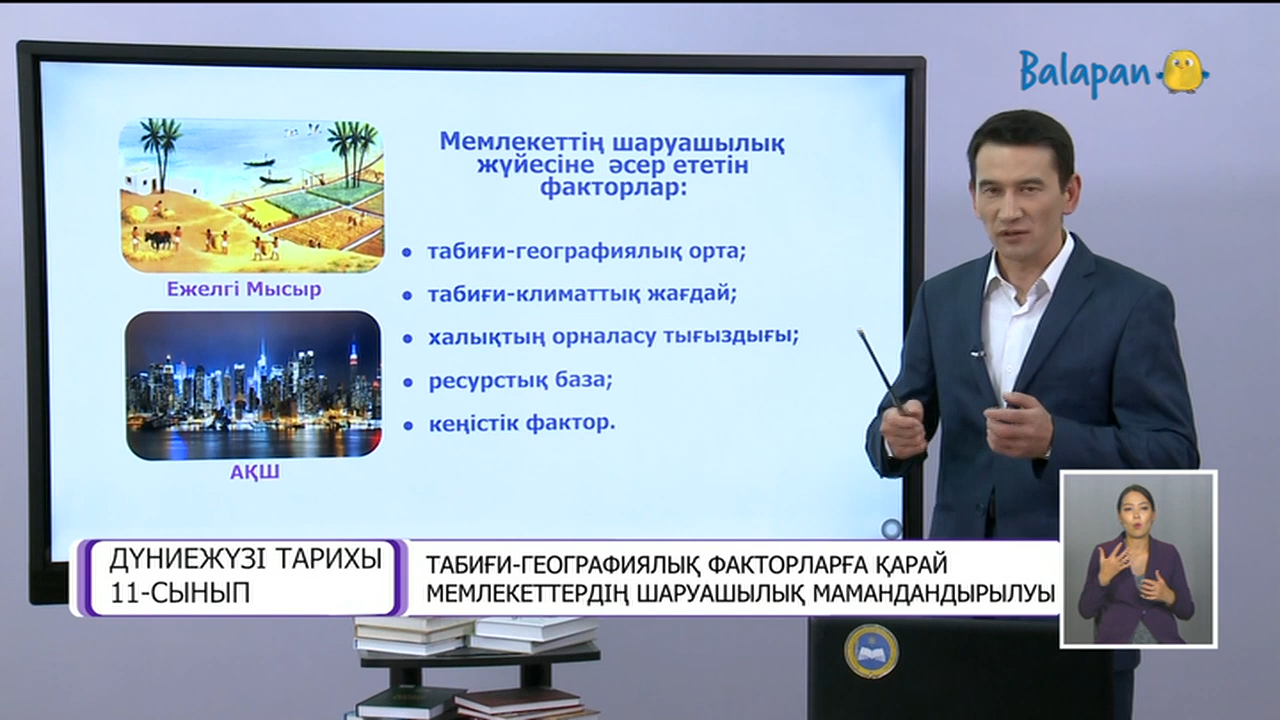 Balapan
Мемлекеттің шаруашылық
жүйесіне әсер ететін
факторлар:
• табиғи-географиялық орта;
• табиғи-климаттық жағдай;
• халықтың орналасу тығыздығы;
• ресурстық база;
• кеңістік фактор.
Ежелгі Мысыр
АҚШ
ДҮНИЕЖҮЗІ ТАРИХЫ
11-СЫНЫП
ТАБИҒИ-ГЕОГРАФИЯЛЫҚ ФАКТОРЛАРҒА ҚАРАЙ
МЕМЛЕКЕТТЕРДІҢ ШАРУАШЫЛЫҚ МАМАНДАНДЫРЫЛУЫ